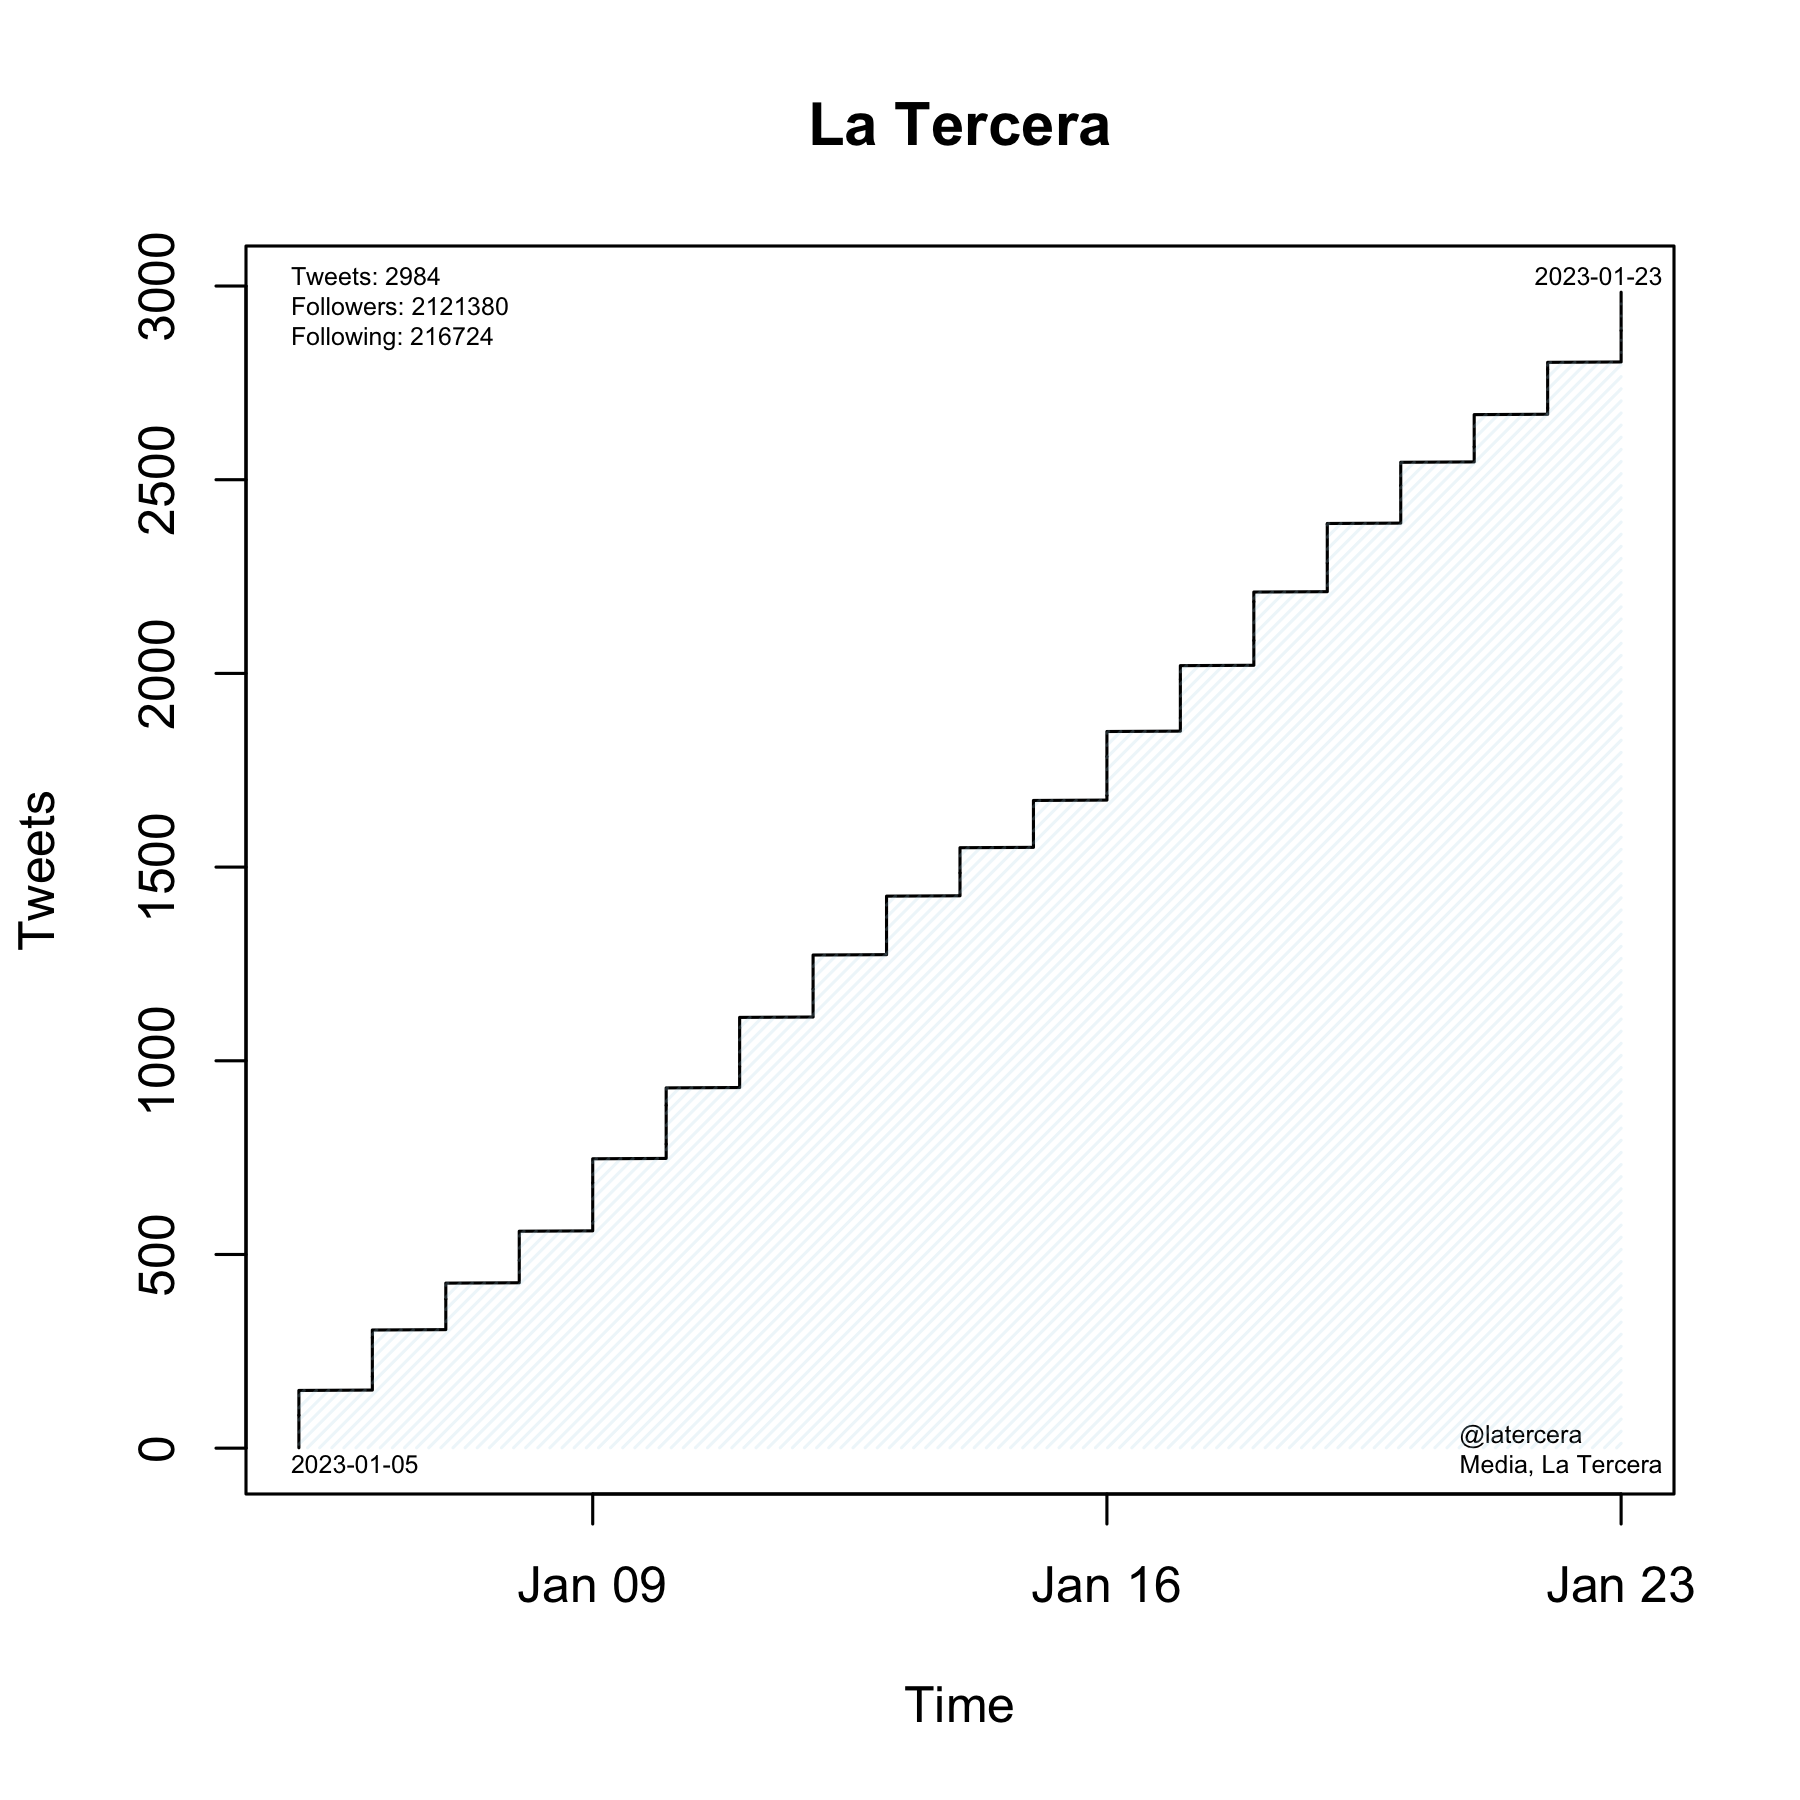 La Tercera
Tweets: 2984
Followers: 2121380
Following: 216724
2023-01-23
3000
2500
2000
1500
1000
500
0
Tweets
2023-01-05
@latercera
Media, La Tercera
Jan 09
Jan 16
Jan 23
Time